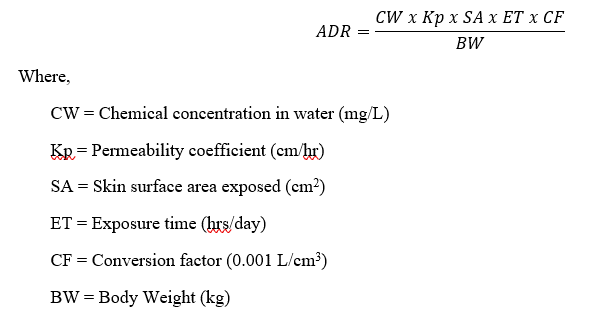 ADR = CW x Kp x SA x ET x CF / BW
Where,
CW = Chemical concentration in water (mg/L)
Kp = Permeability coefficient (cm/hr)
SA = Skin surface area exposed (cm²)
ET = Exposure time (hrs/day)
CF = Conversion factor (0.001 L/cm³)
BW = Body Weight (kg)